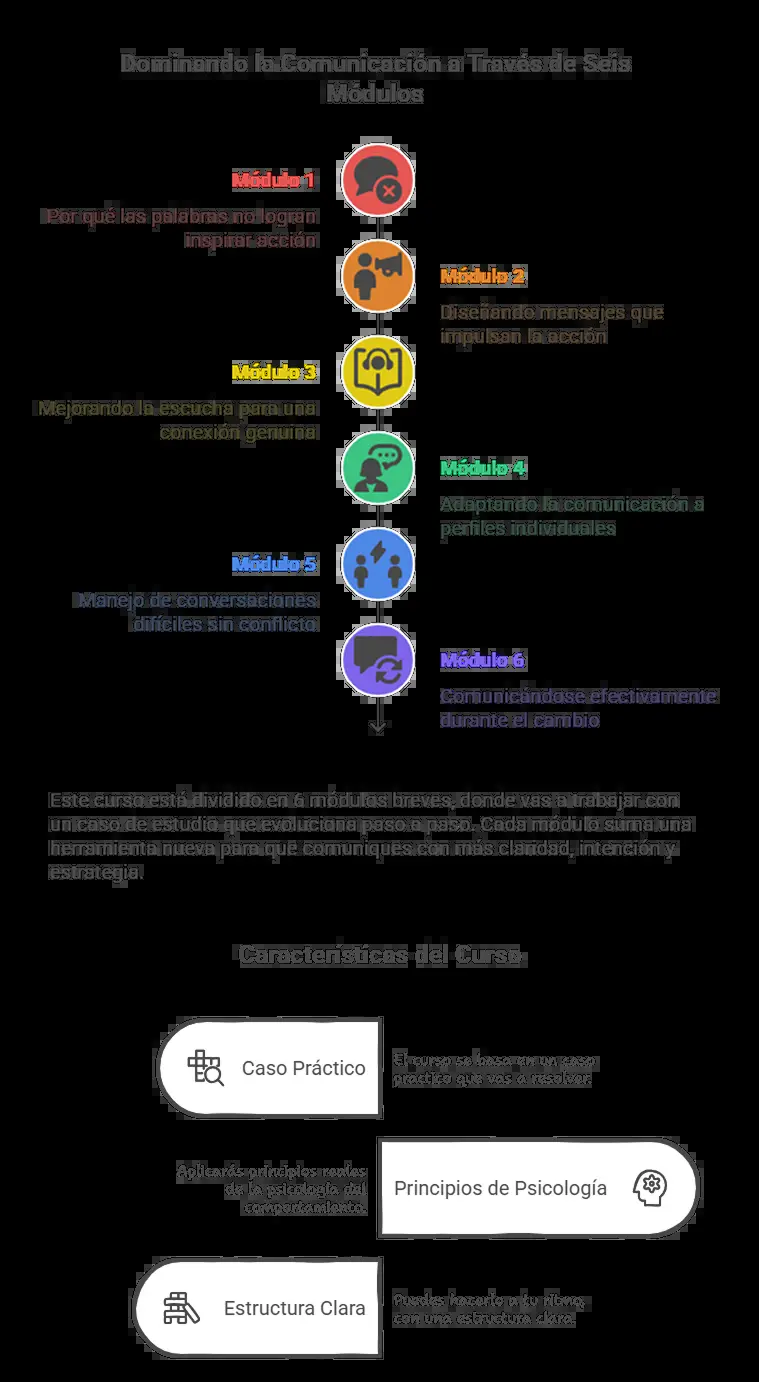 Dominando la Comunicación a Través de Seis
Módulos
Módulo 1
Por qué las palabras no logran
inspirar acción
Módulo 2
Diseñando mensajes que
impulsan la acción
Módulo 3
Mejorando la escucha para una
conexión genuina
Módulo 4
Adaptando la comunicación a
perfiles individuales
Módulo 5
Manejo de conversaciones
difíciles sin conflicto
Módulo 6
Comunicándose efectivamente
durante el cambio
Este curso está dividido en 6 módulos breves, donde vas a trabajar con
un caso de estudio que evoluciona paso a paso. Cada módulo suma una
herramienta nueva para que comuniques con más claridad, intención y
estrategia.
Características del Curso
Caso Práctico
El curso se basa en un caso
práctico que vas a resolver.
Aplicarás principios reales
de la psicología del
comportamiento.
Principios de Psicología
Estructura Clara
Puedes hacerlo a tu ritmo,
con una estructura clara.